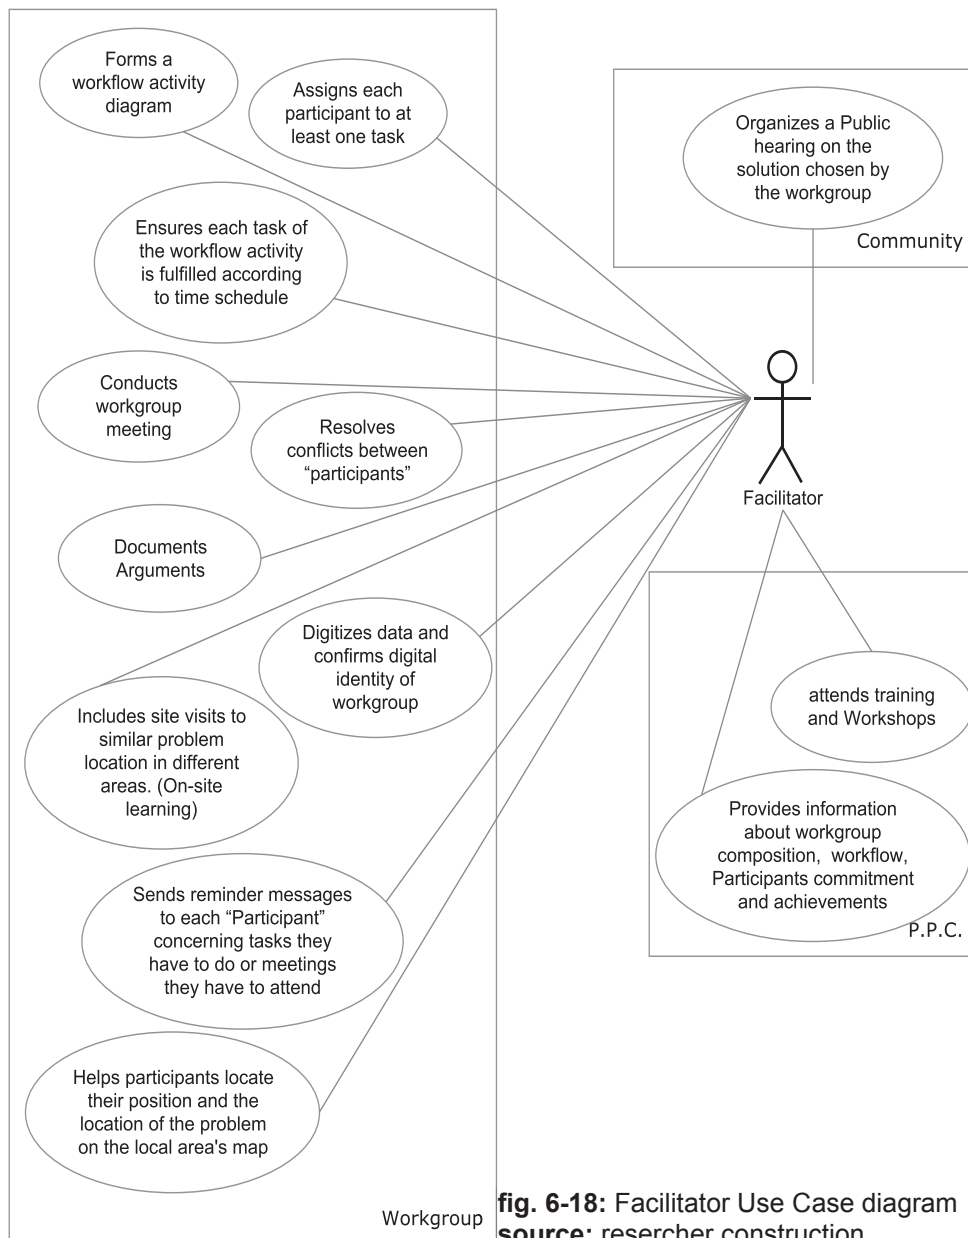 Forms a
workflow activity
diagram
Assigns each
participant to at
least one task
Organizes a Public
hearing on the
solution chosen by
the workgroup
Community
Ensures each task of
the workflow activity
is fulfilled according
to time schedule
Conducts
workgroup
meeting
Resolves
conflicts between
“participants”
Facilitator
Documents
Arguments
Digitizes data and
confirms digital
identity of
workgroup
attends training
and Workshops
Includes site visits to
similar problem
location in different
areas. (On-site
learning)
Provides information
about workgroup
composition,  workflow,
Participants commitment
and achievements
P.P.C.
Sends reminder messages
to each “Participant”
concerning tasks they
have to do or meetings
they have to attend
Helps participants locate
their position and the
location of the problem
on the local area's map
Workgroup
fig. 6-18: Facilitator Use Case diagram
source: resercher construction